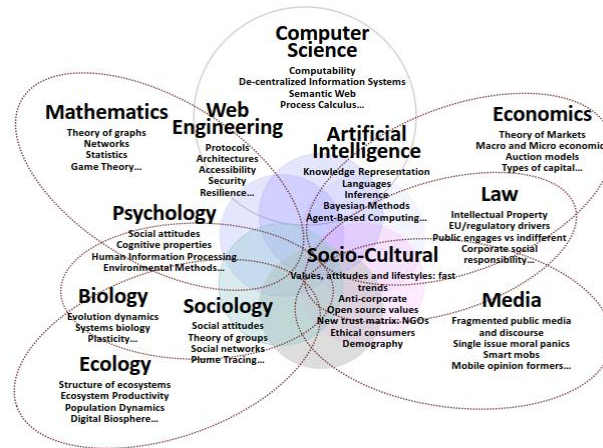 Computer
Science
Computability
De-centralized Information Systems
Semantic Web
Process Calculus...
Mathematics
Theory of graphs
Networks
Statistics
Game Theory...
Web
Engineering
Protocols
Architectures
Accessibility
Security
Resilience...
Artificial
Intelligence
Knowledge Representation
Languages
Inference
Bayesian Methods
Agent-Based Computing...
Economics
Theory of Markets
Macro and Micro economic
Auction models
Types of capital...
Law
Intellectual Property
EU/regulatory drivers
Public engages vs indifferent
Corporate social
responsibility...
Psychology
Social attitudes
Cognitive properties
Human Information Processing
Environmental Methods...
Socio-Cultural
Values, attitudes and lifestyles: fast
trends
Anti-corporate
Open source values
New trust-matrix: NGOs
Ethical consumers
Demography
Biology
Evolution dynamics
Systems biology
Plasticity...
Sociology
Social attitudes
Theory of groups
Social networks
Plume Tracing...
Media
Fragmented public media
and discourse
Single issue moral panics
Smart mobs
Mobile opinion formers...
Ecology
Structure of ecosystems
Ecosystem Productivity
Population Dynamics
Digital Biosphere...